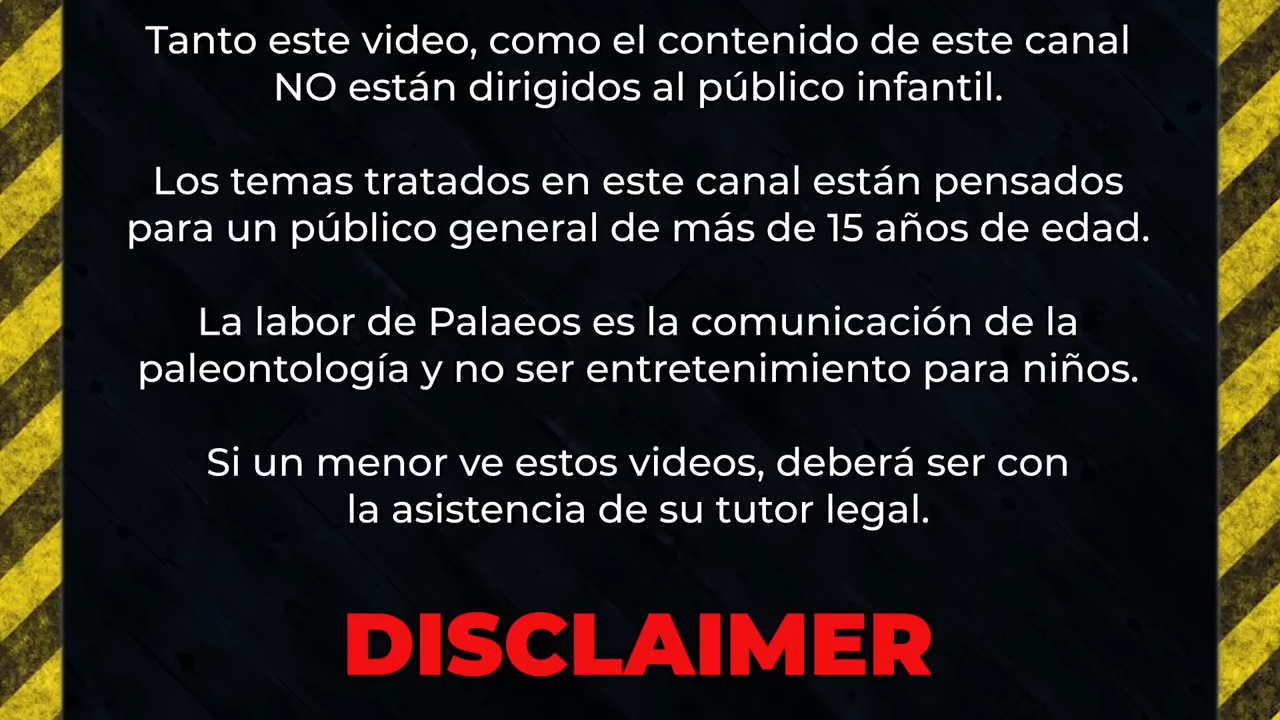 Tanto este video, como el contenido de este canal
NO están dirigidos al público infantil.
Los temas tratados en este canal están pensados
para un público general de más de 15 años de edad.
La labor de Palaeos es la comunicación de la
paleontología y no ser entretenimiento para niños.
Si un menor ve estos videos, deberá ser con
la asistencia de su tutor legal.
DISCLAIMER